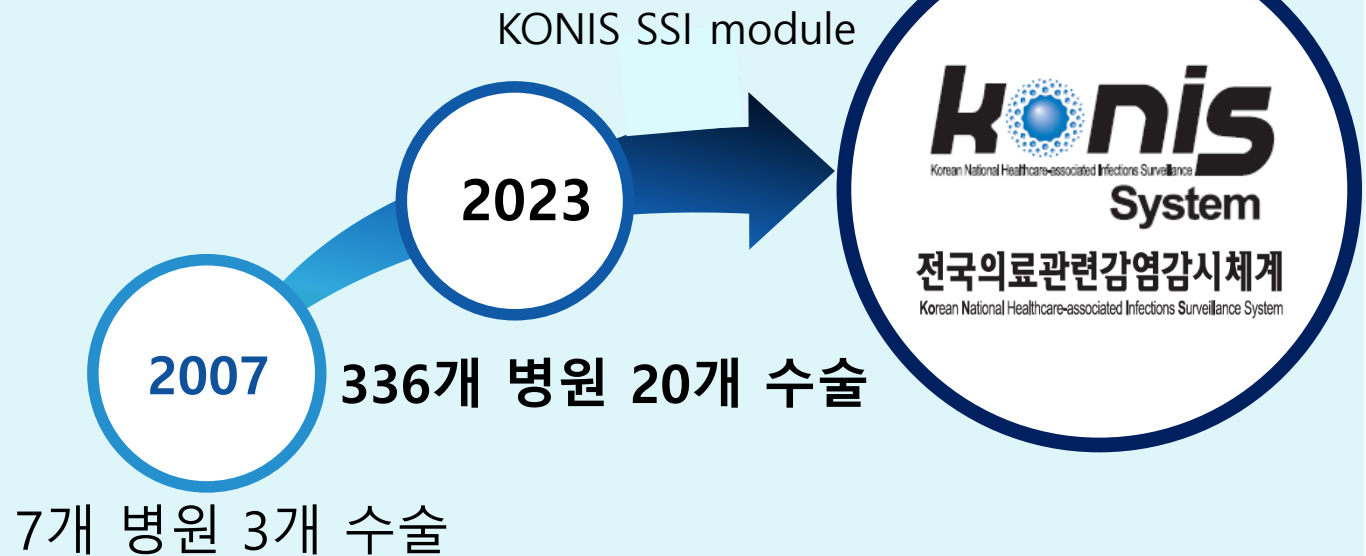 KONIS SSI module
konis
Korean National Healthcare-associated Infections Surveillance
System
전국의료관련감염감시체계
Korean National Healthcare-associated Infections Surveillance System
2023
2007
336개 병원 20개 수술
7개 병원 3개 수술